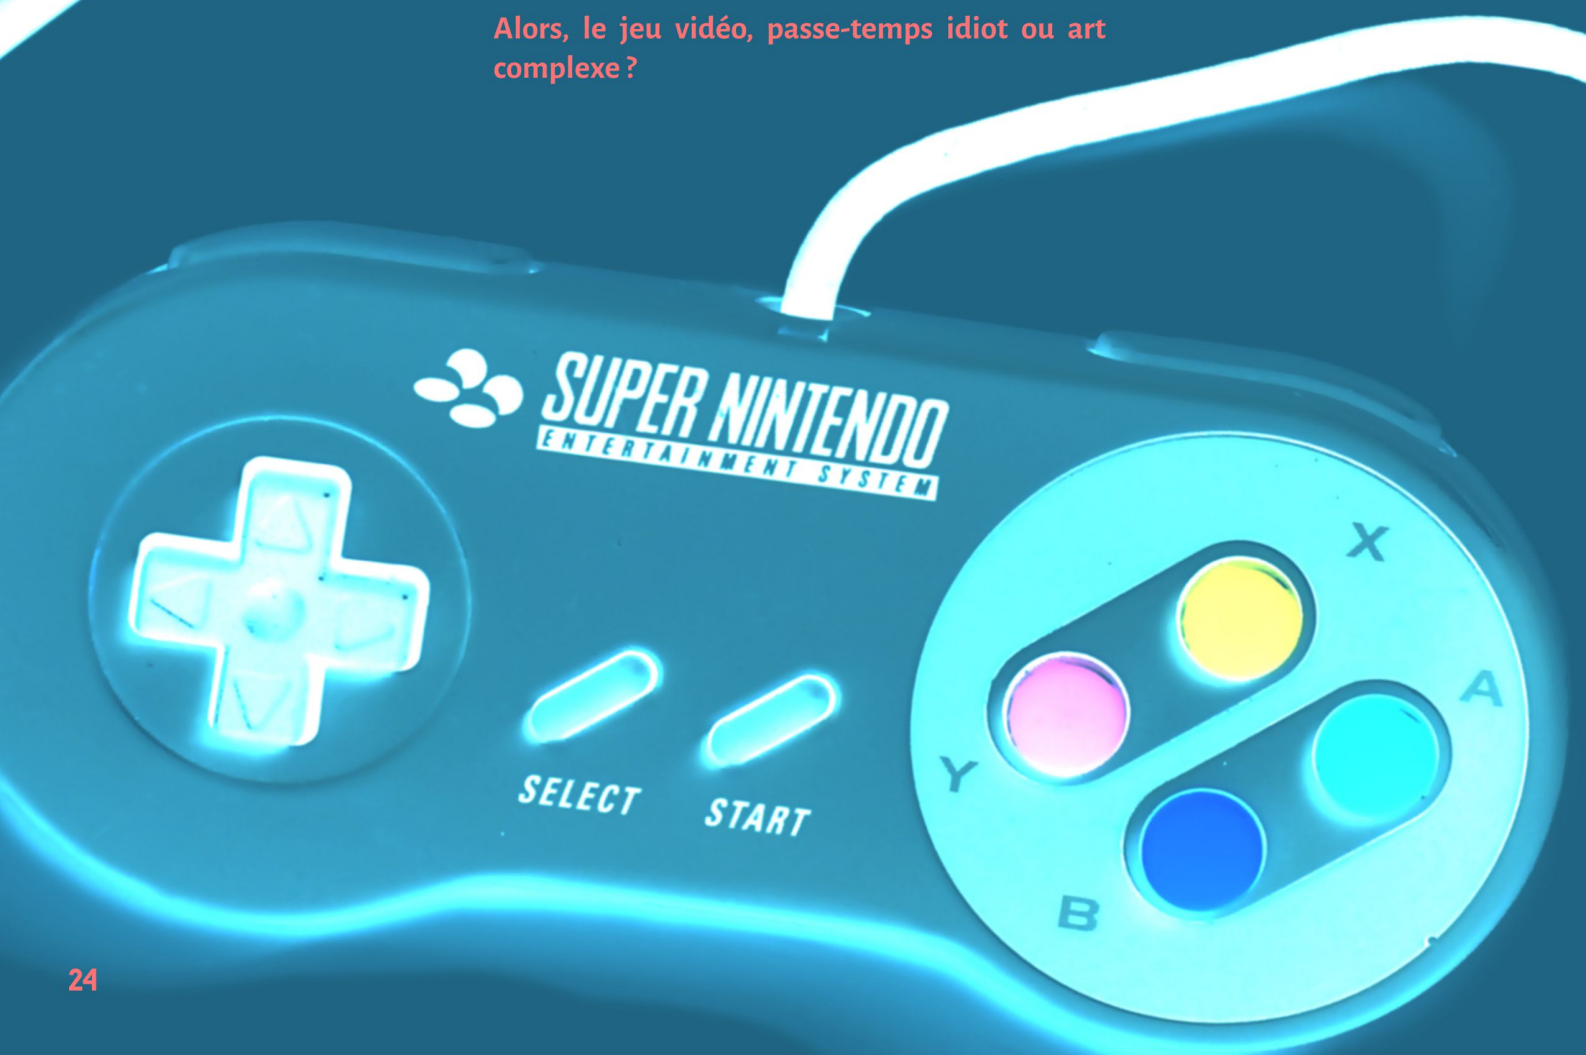 Alors, le jeu vidéo, passe-temps idiot ou art
complexe ?
SUPER NINTENDO
ENTERTAINMENT SYSTEM
X
A
Y
B
SELECT
START
24